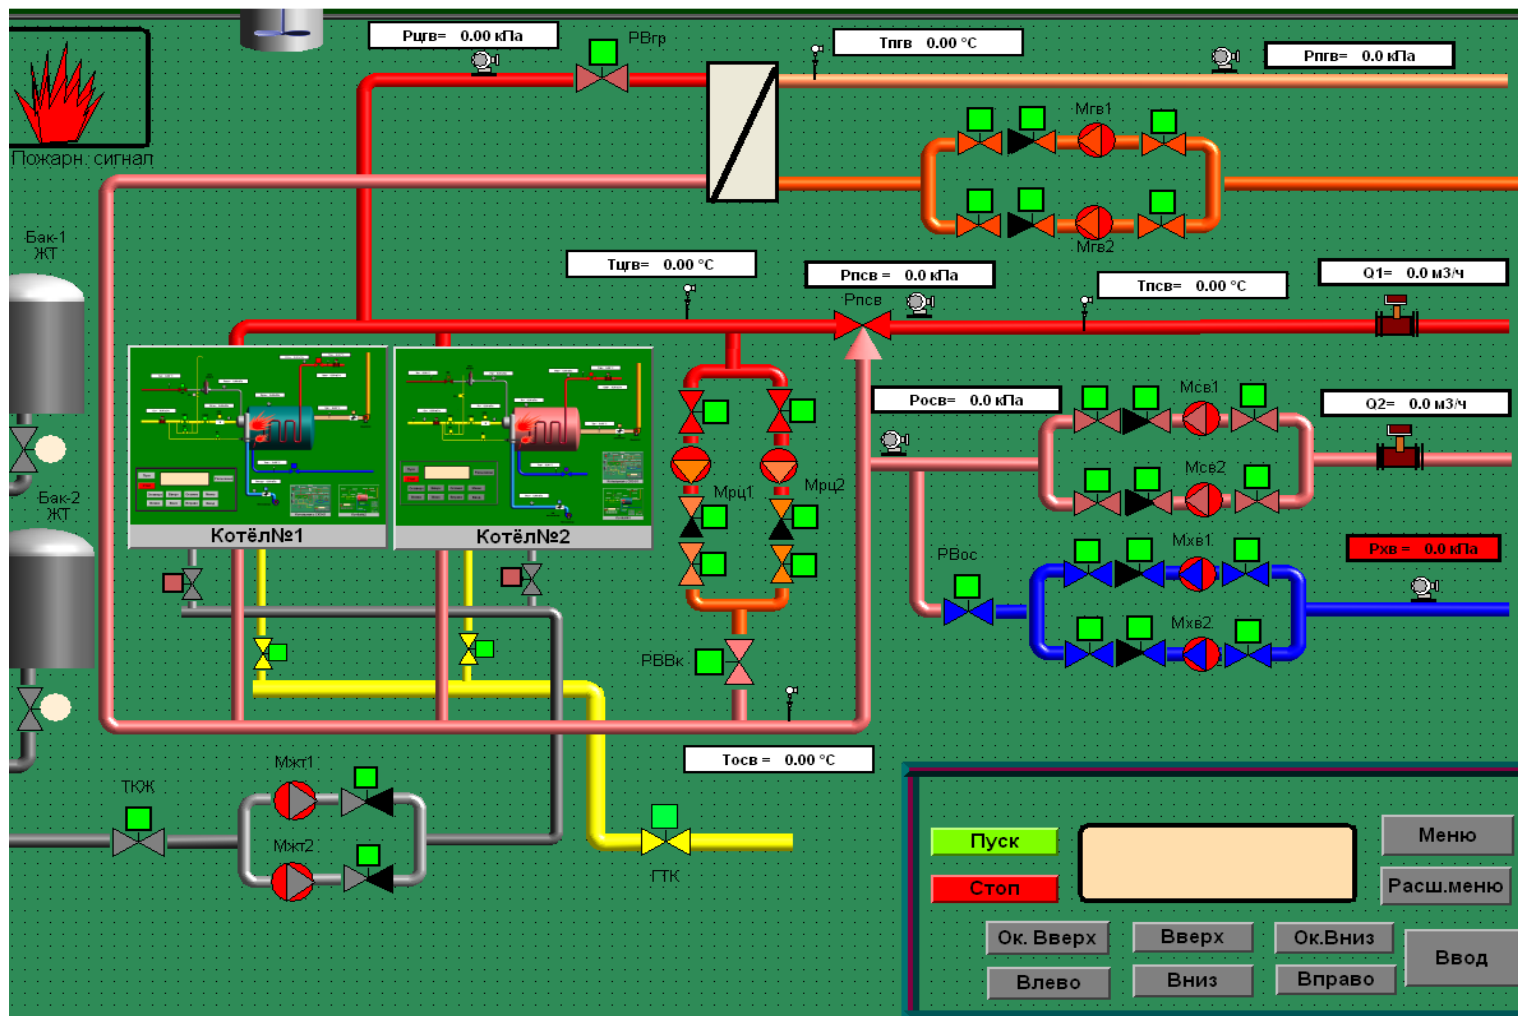 Рцгв= 0.00 кПа
РВгр
Тпгв 0.00 °C
Рпгв= 0.0 кПа
Пожарн. сигнал
Мгв1
Мгв2
Бак-1
ЖТ
Тцгв= 0.00 °C
Рпсв = 0.0 кПа
Рпсв
Тпсв= 0.00 °C
Q1= 0.0 м3/ч
Росв= 0.0 кПа
Мсв1
Q2= 0.0 м3/ч
Мсв2
Мрц1
Мрц2
Бак-2
ЖТ
Котёл№1
Котёл№2
РВос
Мхв1
Рхв = 0.0 кПа
Мхв2
РВВк
Тосв = 0.00 °C
ТКЖ
Мжт1
Мжт2
ГТК
Пуск
Стоп
Меню
Расш.меню
Ок. Вверх
Вверх
Ок.Вниз
Ввод
Влево
Вниз
Вправо